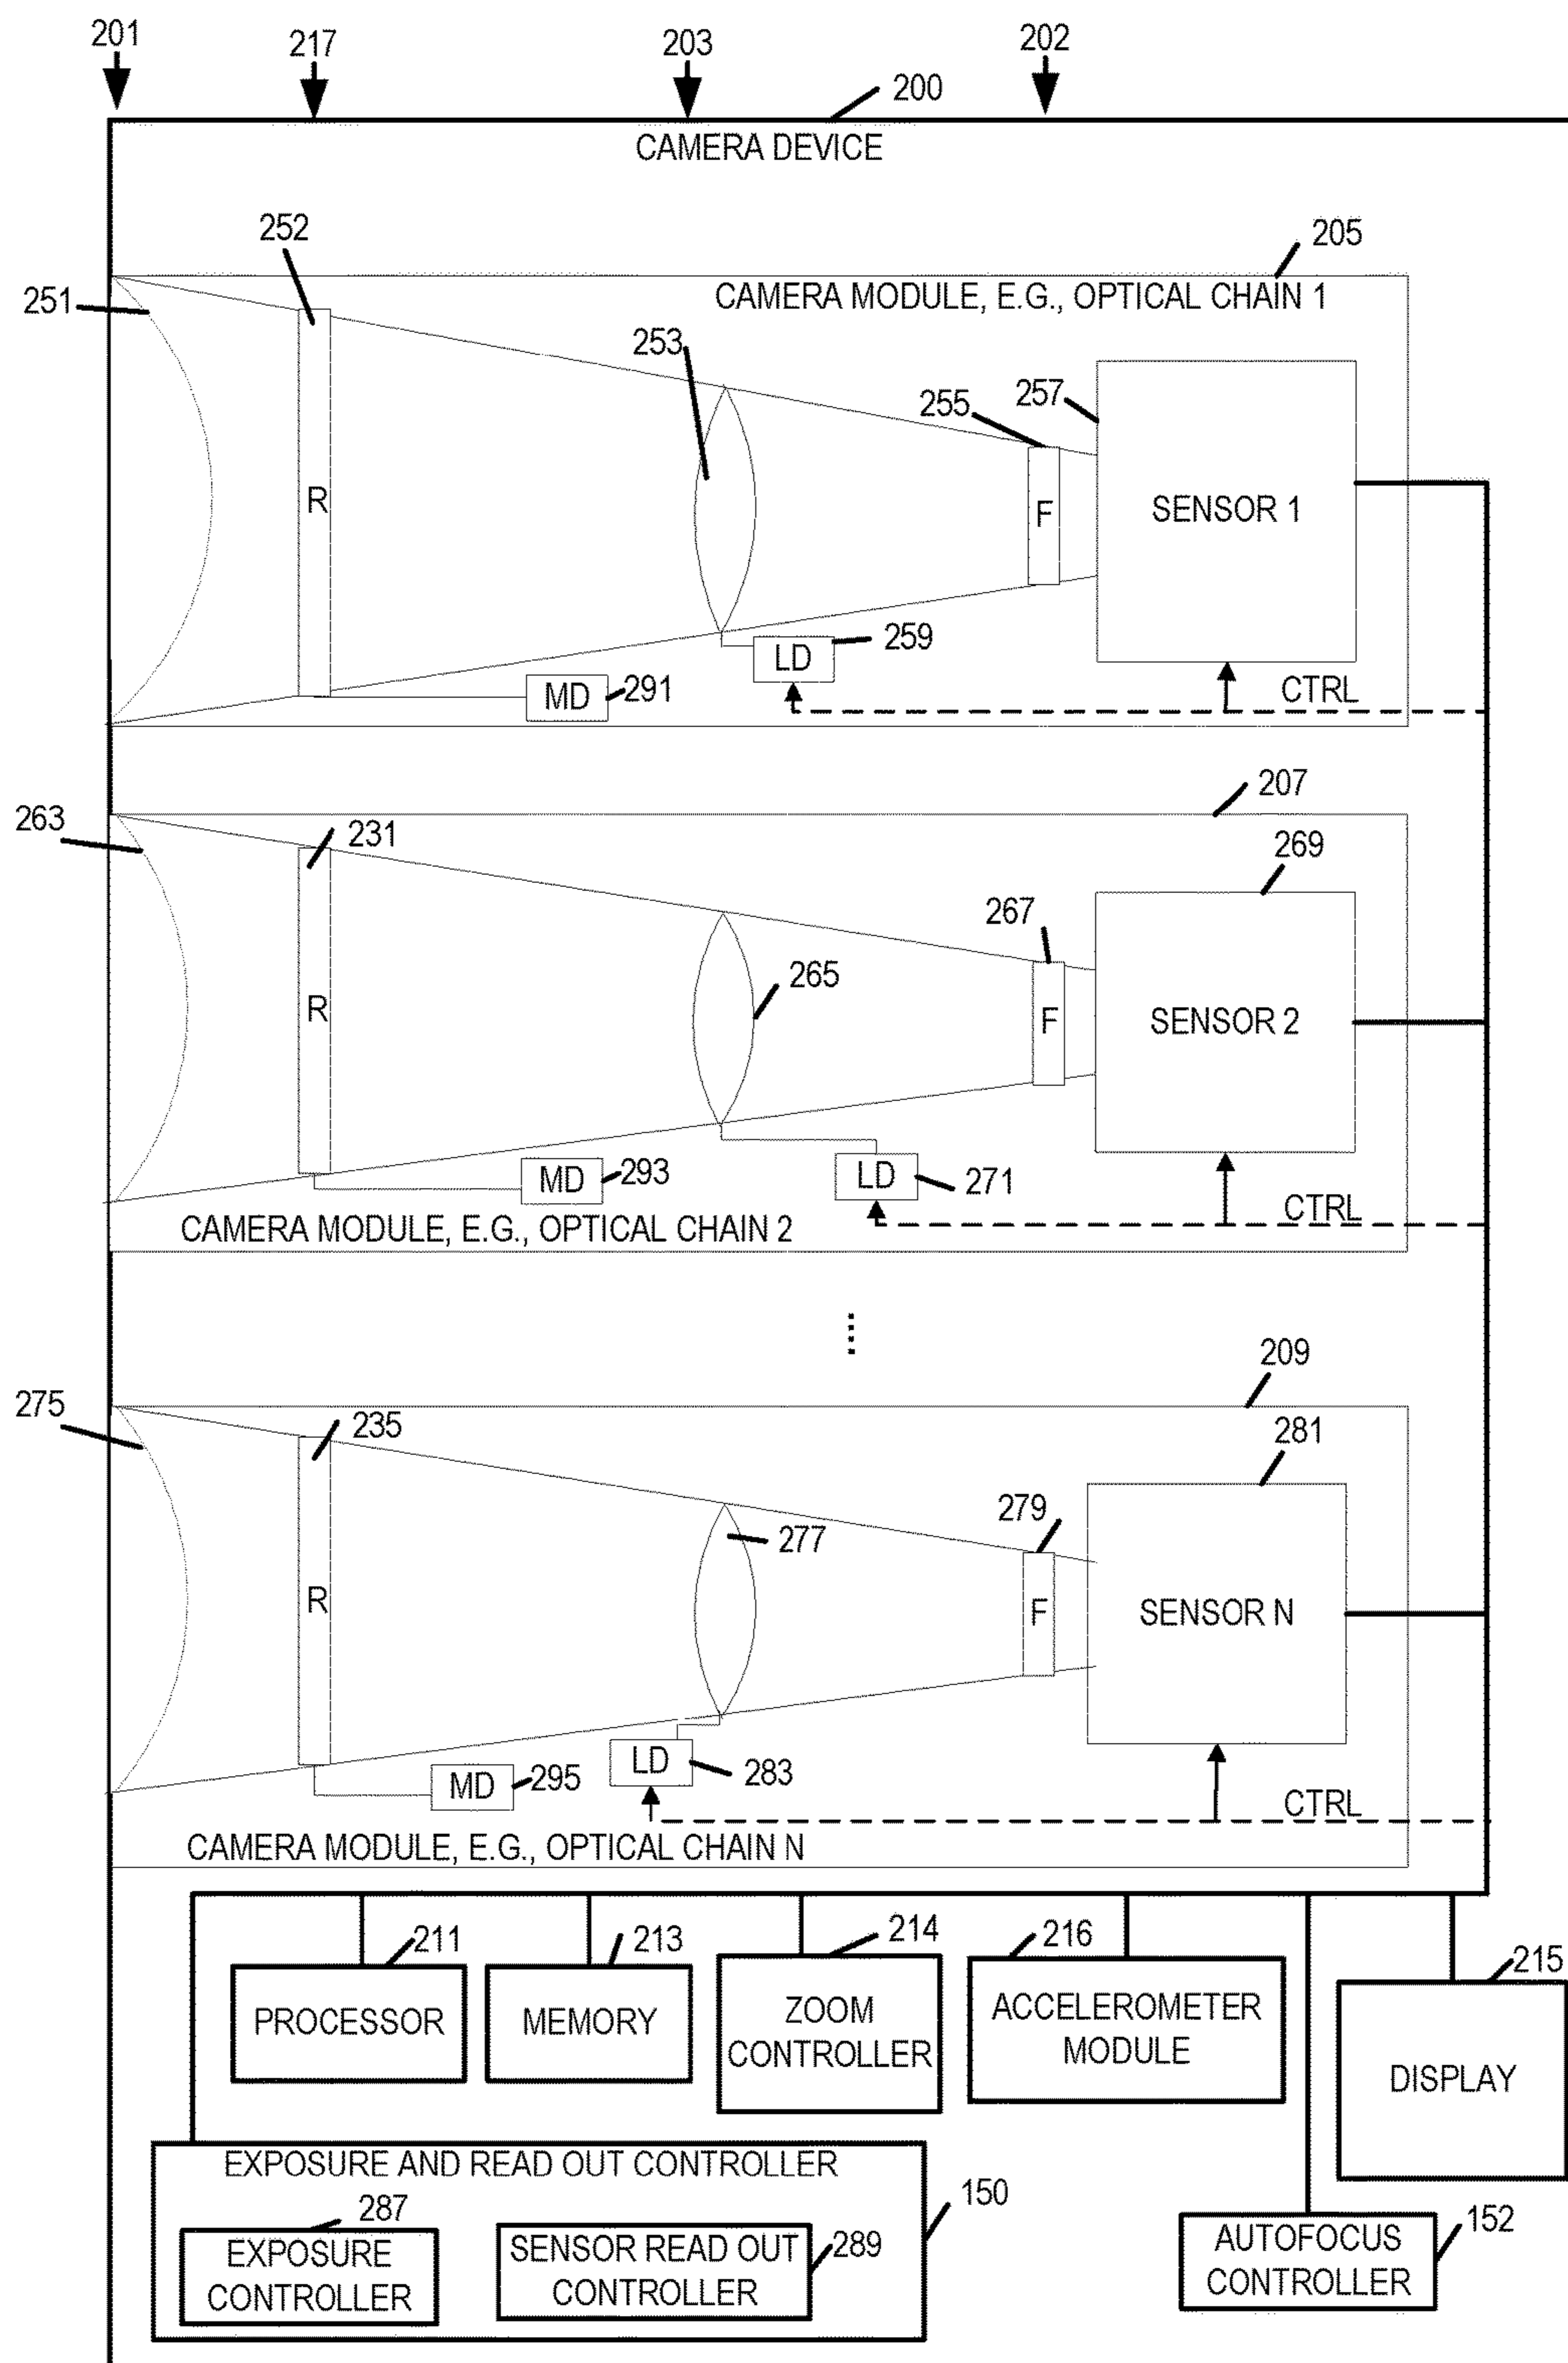 201
217
203
202
200
CAMERA DEVICE
252
205
251
CAMERA MODULE, E.G., OPTICAL CHAIN 1
253
255
257
R
F
SENSOR 1
259
LD
MD
291
CTRL
207
263
231
269
267
265
R
F
SENSOR 2
MD
293
LD
271
CTRL
CAMERA MODULE, E.G., OPTICAL CHAIN 2
209
275
235
281
279
277
R
F
SENSOR N
LD
283
MD
295
CTRL
CAMERA MODULE, E.G., OPTICAL CHAIN N
211
213
214
216
215
PROCESSOR
MEMORY
ZOOM
CONTROLLER
ACCELEROMETER
MODULE
DISPLAY
EXPOSURE AND READ OUT CONTROLLER
150
287
EXPOSURE
CONTROLLER
SENSOR READ OUT
CONTROLLER
289
152
AUTOFOCUS
CONTROLLER